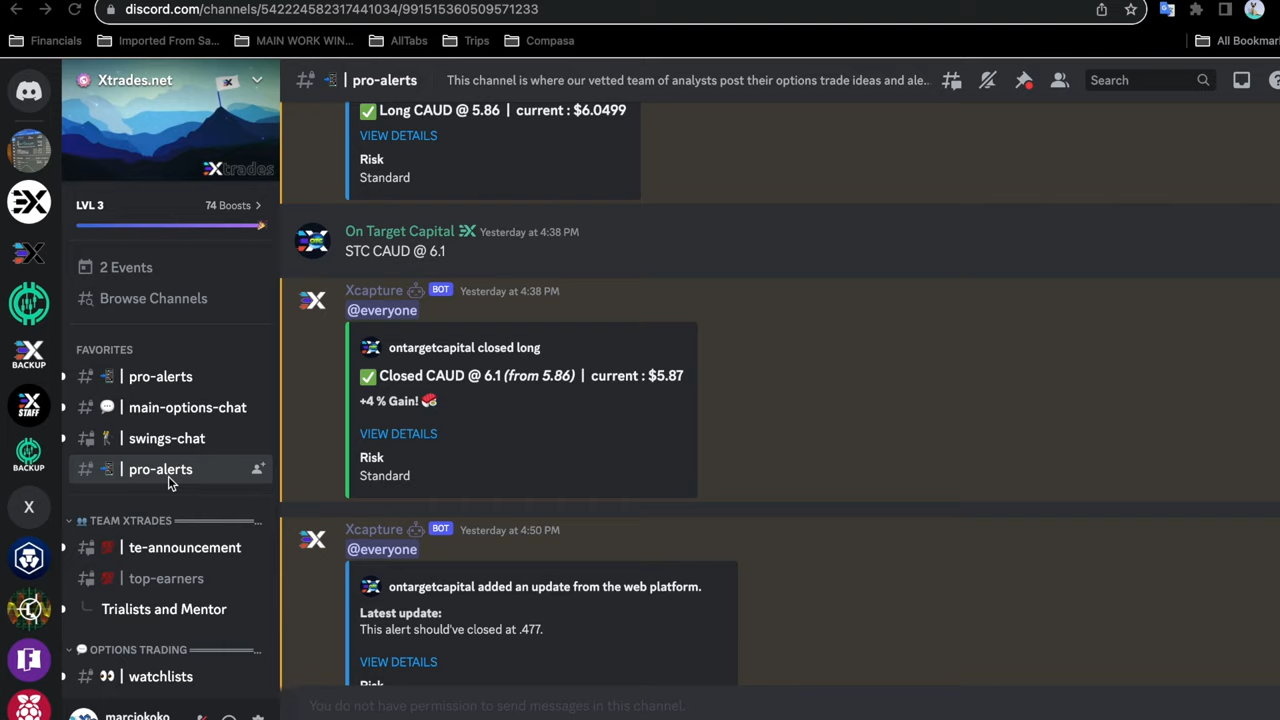 discord.com/channels/542224582317441034/991515360509571233
Financials
Imported From Sa...
MAIN WORK WIN...
AllTabs
Trips
Compasa
All Bookmar
Xtrades.net
Xtrades
LVL 3
74 Boosts
2 Events
Browse Channels
FAVORITES
| pro-alerts
| main-options-chat
| swings-chat
| pro-alerts
TEAM XTRADES
...
| te-announcement
| top-earners
Trialists and Mentor
OPTIONS TRADING
...
| watchlists
marciokoko
BACKUP
X STAFF
BACKUP
X
| pro-alerts
This channel is where our vetted team of analysts post their options trade ideas and ale...
Search
Long CAUD @ 5.86 | current : $6.0499
VIEW DETAILS
Risk
Standard
On Target Capital Yesterday at 4:38 PM
STC CAUD @ 6.1
Xcapture BOT Yesterday at 4:38 PM
@everyone
ontargetcapital closed long
Closed CAUD @ 6.1 (from 5.86) | current : $5.87
+4 % Gain!
VIEW DETAILS
Risk
Standard
Xcapture BOT Yesterday at 4:50 PM
@everyone
ontargetcapital added an update from the web platform.
Latest update:
This alert should've closed at .477.
VIEW DETAILS
Risk
You do not have permission to send messages in this channel.